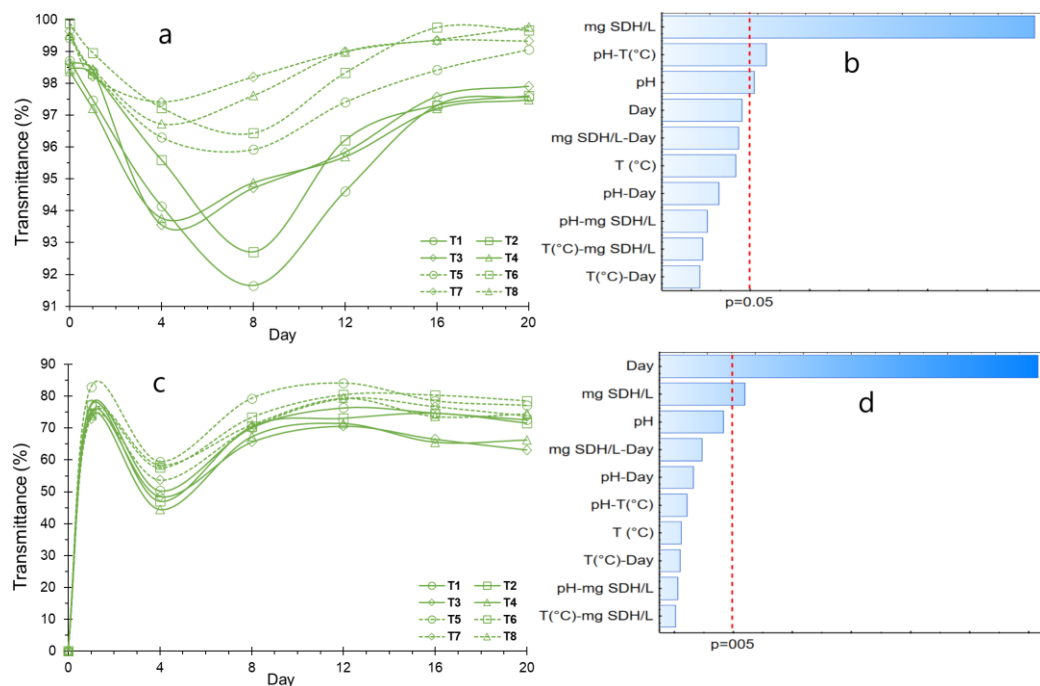 a
100
99
98
97
96
95
94
93
92
91
Transmittance (%)
0 4 8 12 16 20
Day
T1 T2
T3 T4
T5 T6
T7 T8
b
mg SDH/L
pH-T(°C)
pH
Day
mg SDH/L-Day
T (°C)
pH-Day
pH-mg SDH/L
T(°C)-mg SDH/L
T(°C)-Day
p=0.05
c
90
80
70
60
50
40
30
20
10
0
Transmittance (%)
0 4 8 12 16 20
Day
T1 T2
T3 T4
T5 T6
T7 T8
d
Day
mg SDH/L
pH
mg SDH/L-Day
pH-Day
pH-T(°C)
T (°C)
T(°C)-Day
pH-mg SDH/L
T(°C)-mg SDH/L
p=005